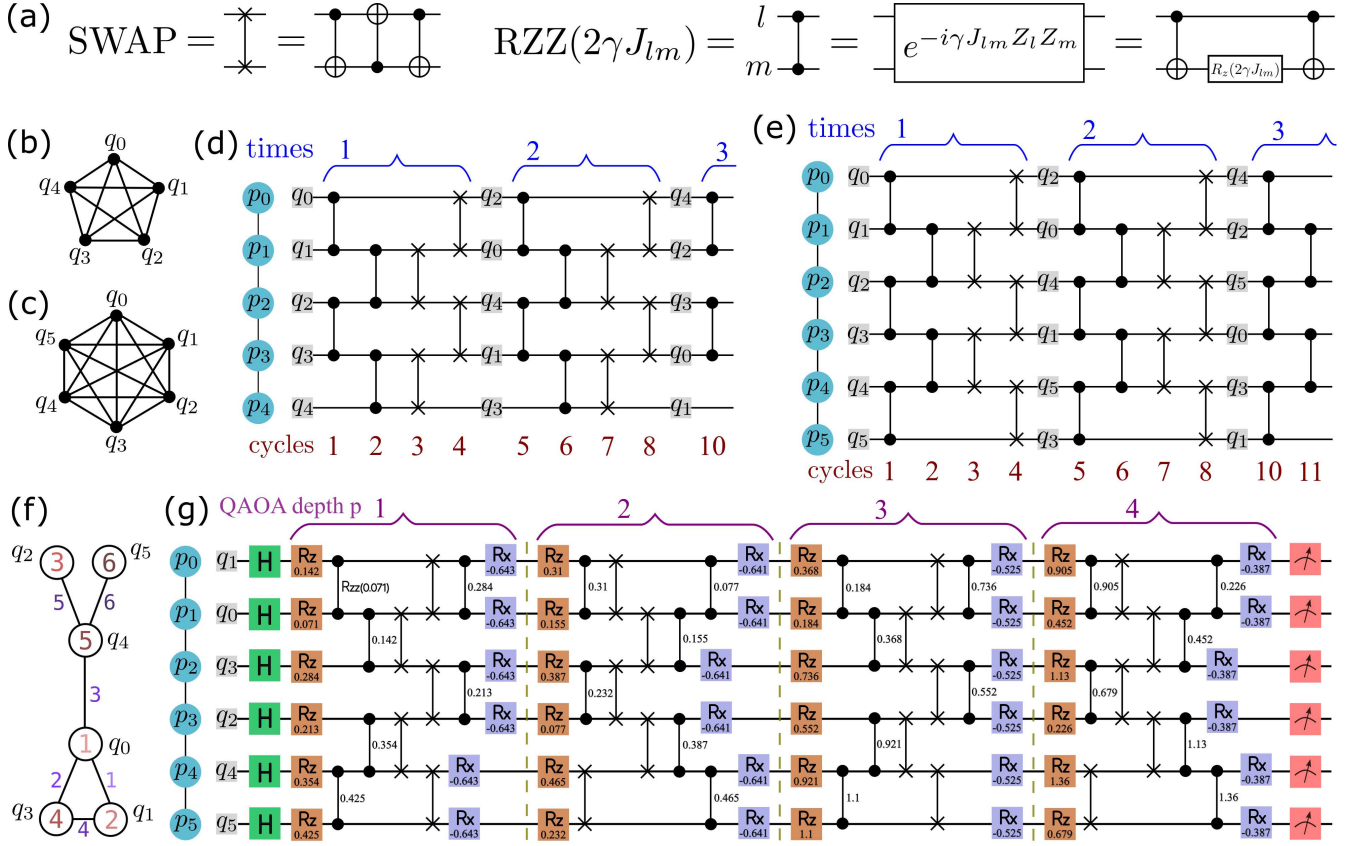 (a) SWAP = = RZZ(2γJ_{lm}) = l m = e^{-iγJ_{lm}Z_lZ_m} = R_z(2γJ_{lm})
(b)
q0
q4 q1
q3 q2
(c)
q0
q5 q1
q4 q2
q3
(d) times 1 2 3
p0 q0 q2 q4
p1 q1 q0 q2
p2 q2 q4 q3
p3 q3 q1 q0
p4 q4 q3 q1
cycles 1 2 3 4 5 6 7 8 10
(e) times 1 2 3
p0 q0 q2 q4
p1 q1 q0 q2
p2 q2 q4 q5
p3 q3 q1 q0
p4 q4 q5 q3
p5 q5 q3 q1
cycles 1 2 3 4 5 6 7 8 10 11
(f)
q2 3 6 q5
5 6
5 q4
3
1 q0
2 1
q3 4 4 2 q1
(g) QAOA depth p 1 2 3 4
p0 q1 H Rz 0.142 Rx -0.643 Rz 0.31 Rx -0.641 Rz 0.368 Rx -0.525 Rz 0.905 Rx -0.387
Rzz(0.071) 0.284 0.31 0.077 0.184 0.736 0.905 0.226
p1 q0 H Rz 0.071 Rx -0.643 Rz 0.155 Rx -0.641 Rz 0.184 Rx -0.525 Rz 0.452 Rx -0.387
0.142 0.155 0.368 0.452
p2 q3 H Rz 0.284 Rx -0.643 Rz 0.387 Rx -0.641 Rz 0.736 Rx -0.525 Rz 1.13 Rx -0.387
0.213 0.232 0.552 0.679
p3 q2 H Rz 0.213 Rx -0.643 Rz 0.077 Rx -0.641 Rz 0.552 Rx -0.525 Rz 0.226 Rx -0.387
0.354 0.387 0.921 1.13
p4 q4 H Rz 0.354 Rx -0.643 Rz 0.465 Rx -0.641 Rz 0.921 Rx -0.525 Rz 1.36 Rx -0.387
0.425 0.465 1.1 1.36
p5 q5 H Rz 0.425 Rx -0.643 Rz 0.232 Rx -0.641 Rz 1.1 Rx -0.525 Rz 0.679 Rx -0.387